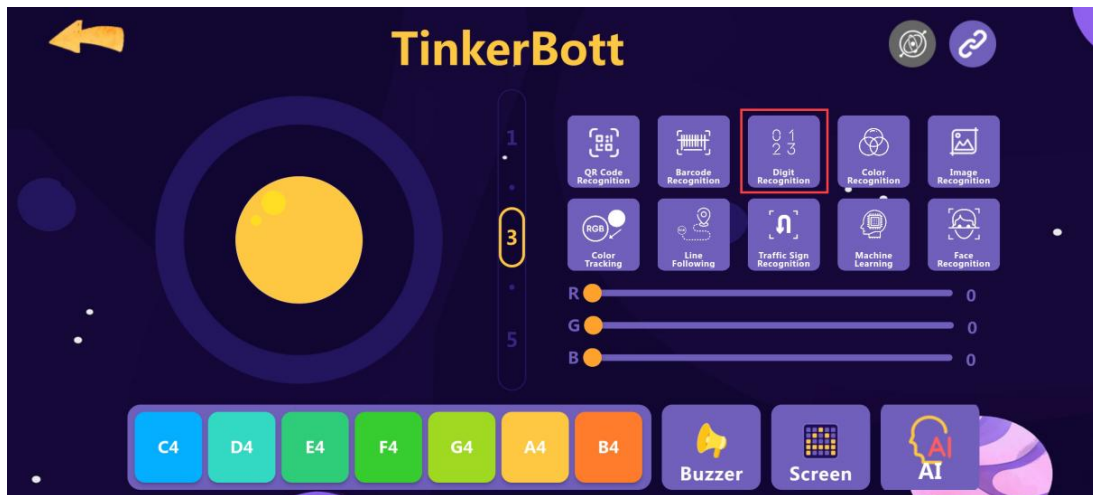 TinkerBott
1
3
5
0 1
2 3
QR Code
Recognition
Barcode
Recognition
Digit
Recognition
Color
Recognition
Image
Recognition
RGB
Color
Tracking
Line
Following
Traffic Sign
Recognition
Machine
Learning
Face
Recognition
R 0
G 0
B 0
C4 D4 E4 F4 G4 A4 B4
Buzzer
Screen
AI
AI